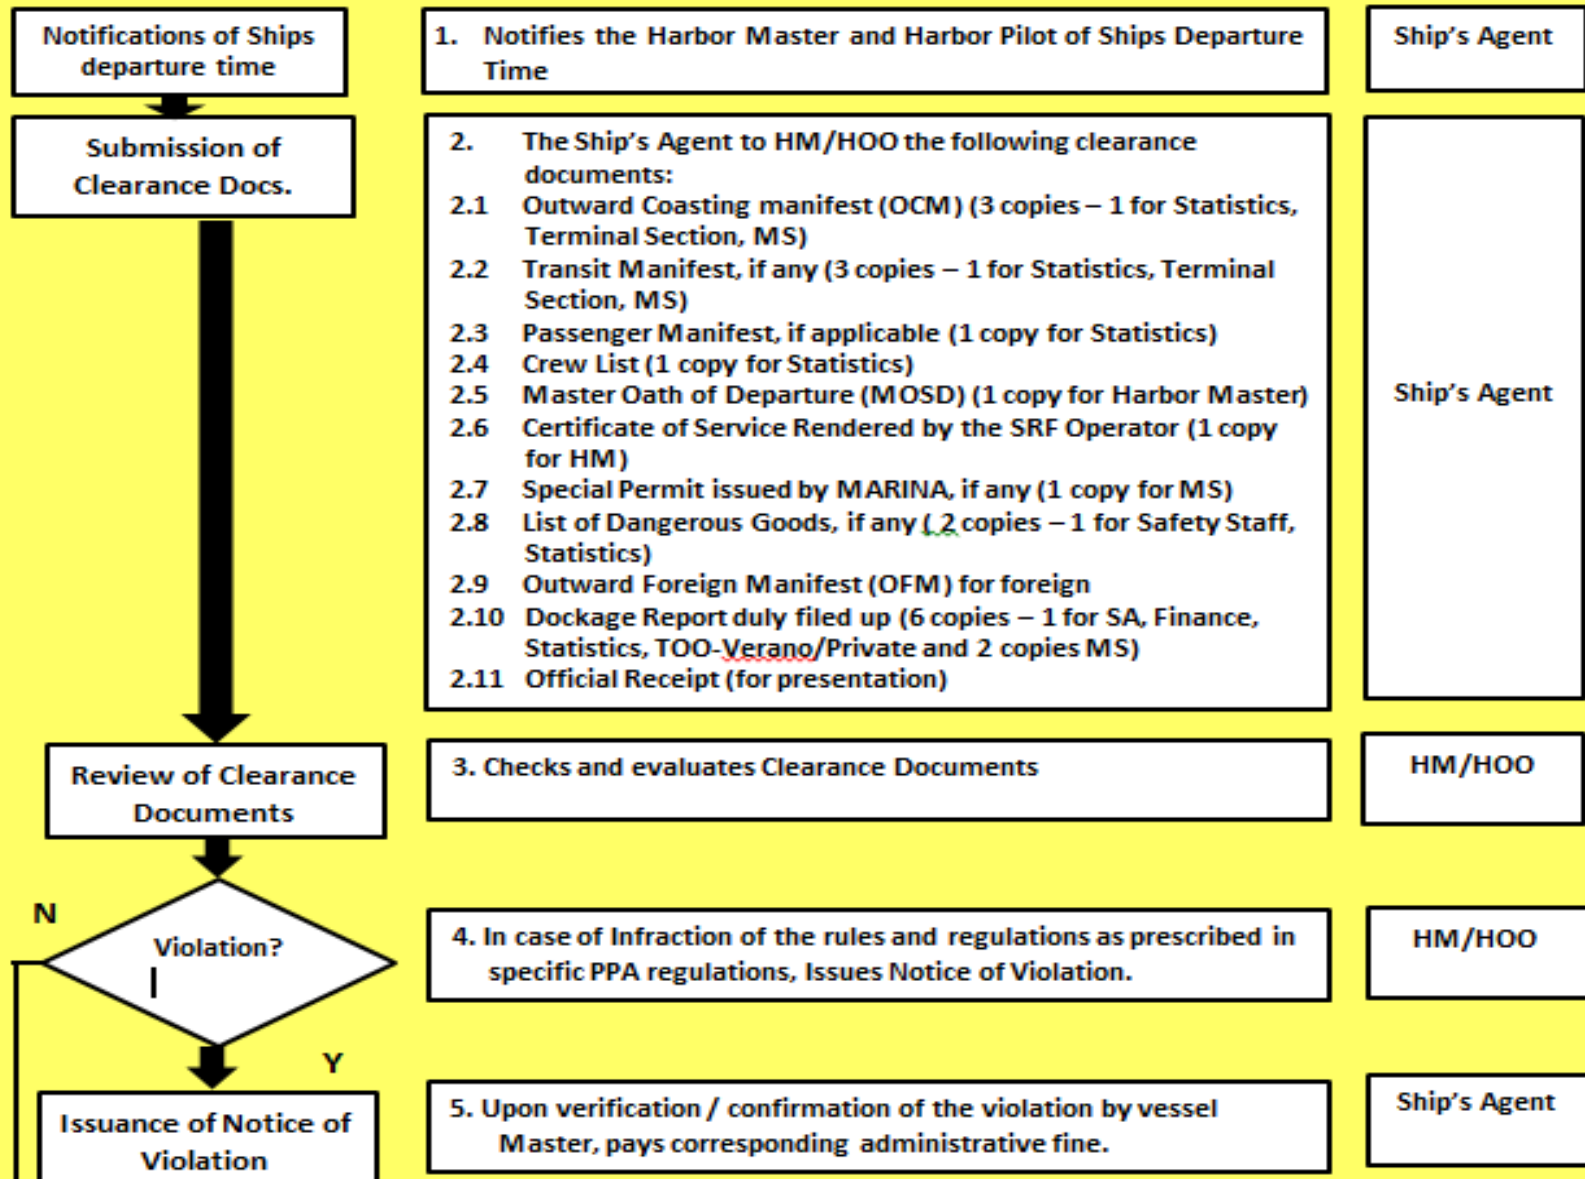 Notifications of Ships
departure time
1. Notifies the Harbor Master and Harbor Pilot of Ships Departure
Time
Ship's Agent
Submission of
Clearance Docs.
2. The Ship's Agent to HM/HOO the following clearance
documents:
2.1 Outward Coasting manifest (OCM) (3 copies – 1 for Statistics,
Terminal Section, MS)
2.2 Transit Manifest, if any (3 copies – 1 for Statistics, Terminal
Section, MS)
2.3 Passenger Manifest, if applicable (1 copy for Statistics)
2.4 Crew List (1 copy for Statistics)
2.5 Master Oath of Departure (MOSD) (1 copy for Harbor Master)
2.6 Certificate of Service Rendered by the SRF Operator (1 copy
for HM)
2.7 Special Permit issued by MARINA, if any (1 copy for MS)
2.8 List of Dangerous Goods, if any ( 2 copies – 1 for Safety Staff,
Statistics)
2.9 Outward Foreign Manifest (OFM) for foreign
2.10 Dockage Report duly filed up (6 copies – 1 for SA, Finance,
Statistics, TOO-Verano/Private and 2 copies MS)
2.11 Official Receipt (for presentation)
Ship's Agent
Review of Clearance
Documents
3. Checks and evaluates Clearance Documents
HM/HOO
N
Violation?
4. In case of Infraction of the rules and regulations as prescribed in
specific PPA regulations, Issues Notice of Violation.
HM/HOO
Y
Issuance of Notice of
Violation
5. Upon verification / confirmation of the violation by vessel
Master, pays corresponding administrative fine.
Ship's Agent